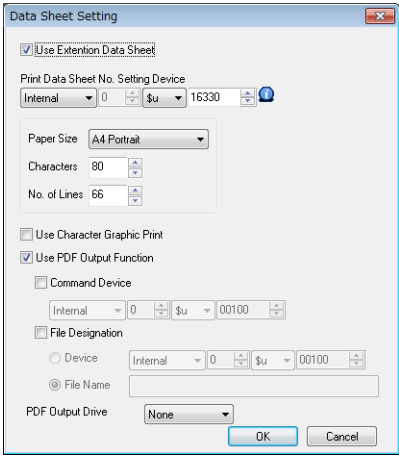 Data Sheet Setting
Use Extention Data Sheet
Print Data Sheet No. Setting Device
Internal 0 $u 16330
Paper Size A4 Portrait
Characters 80
No. of Lines 66
Use Character Graphic Print
Use PDF Output Function
Command Device
Internal 0 $u 00100
File Designation
Device Internal 0 $u 00100
File Name
PDF Output Drive None
OK Cancel